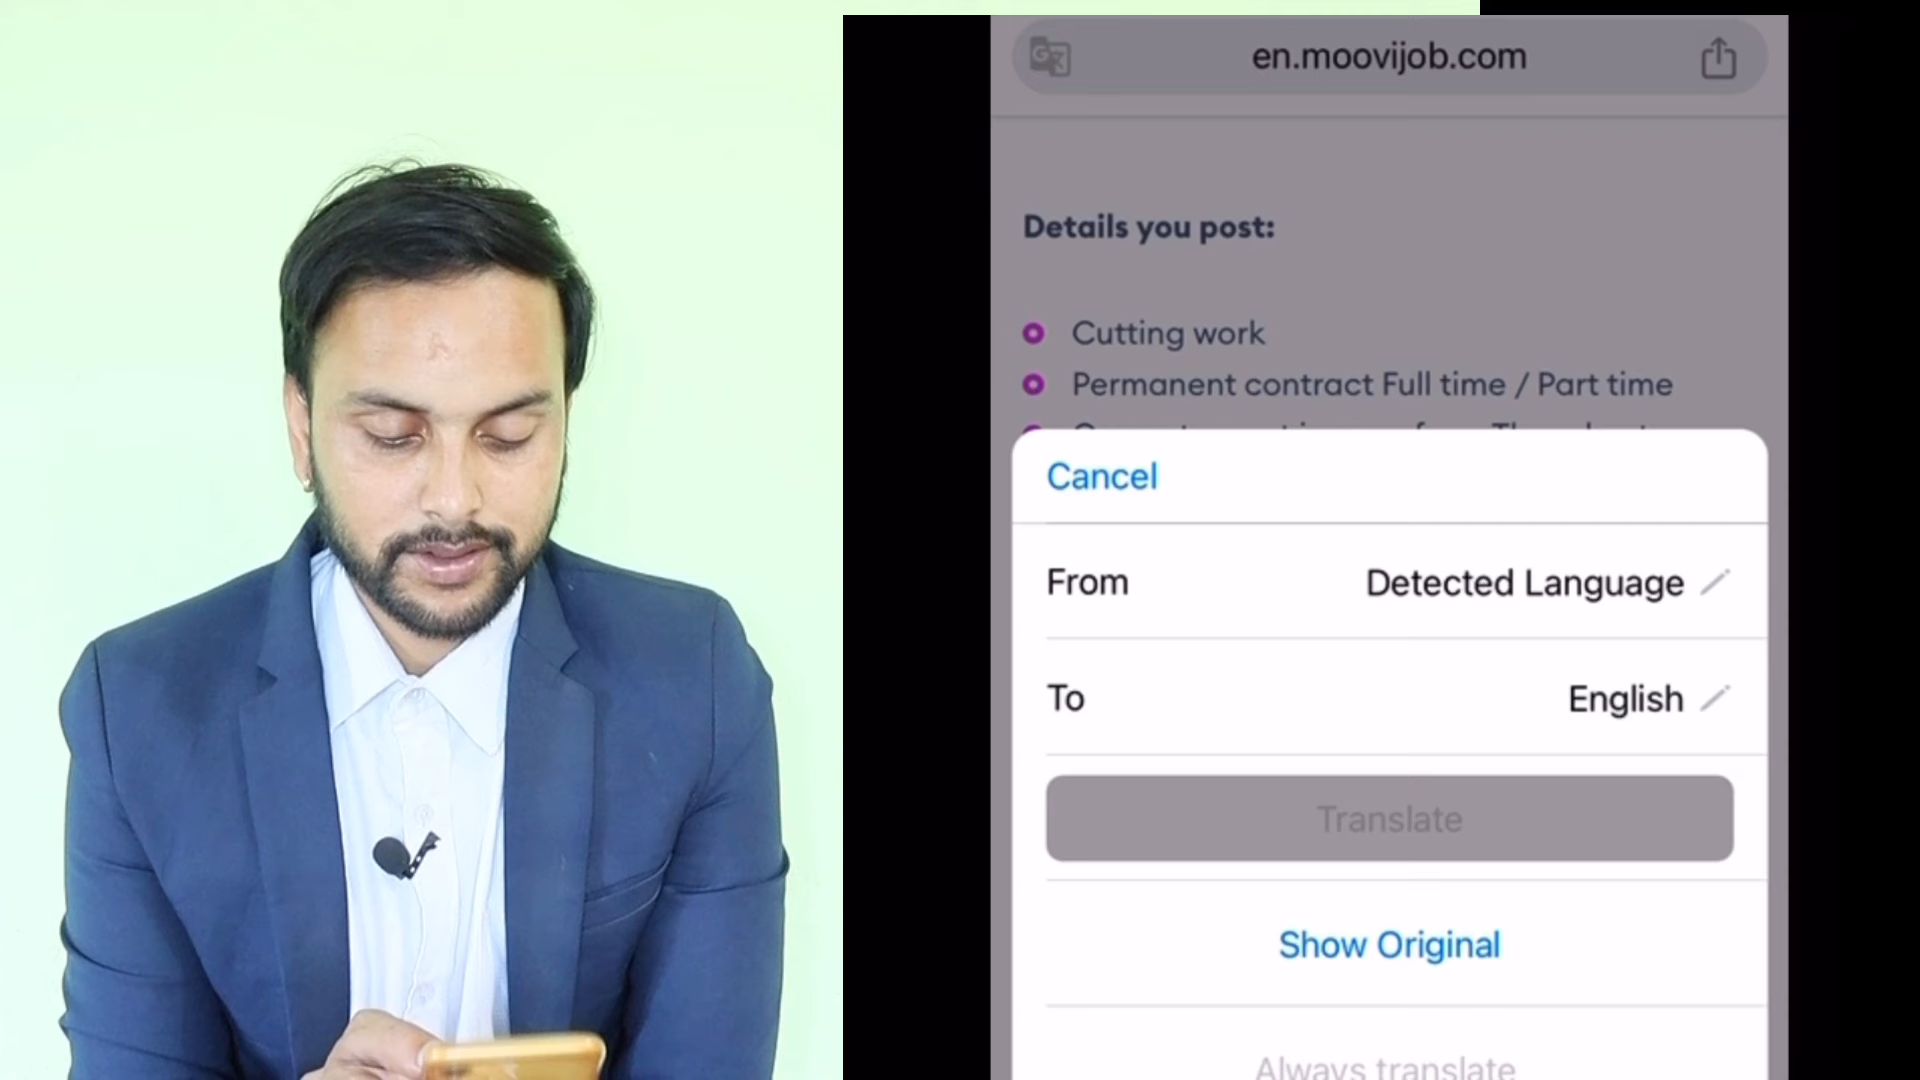 en.moovijob.com
Details you post:
Cutting work
Permanent contract Full time / Part time
Cancel
From Detected Language
To English
Translate
Show Original
Always translate